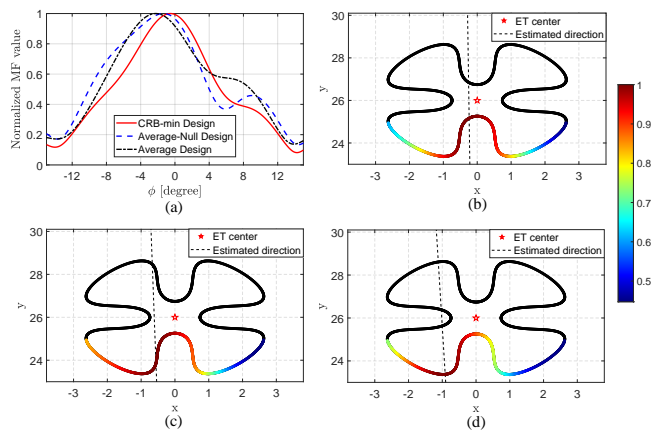 Normalized MF value
1
0.8
0.6
0.4
0.2
0
CRB-min Design
Average-Null Design
Average Design
-12 -8 -4 0 4 8 12
ϕ [degree]
(a)
ET center
Estimated direction
y
30
28
26
24
-3 -2 -1 0 1 2 3
x
(b)
1
0.9
0.8
0.7
0.6
0.5
ET center
Estimated direction
y
30
28
26
24
22
-3 -2 -1 0 1 2 3
x
(c)
ET center
Estimated direction
y
30
28
26
24
22
-3 -2 -1 0 1 2 3
x
(d)